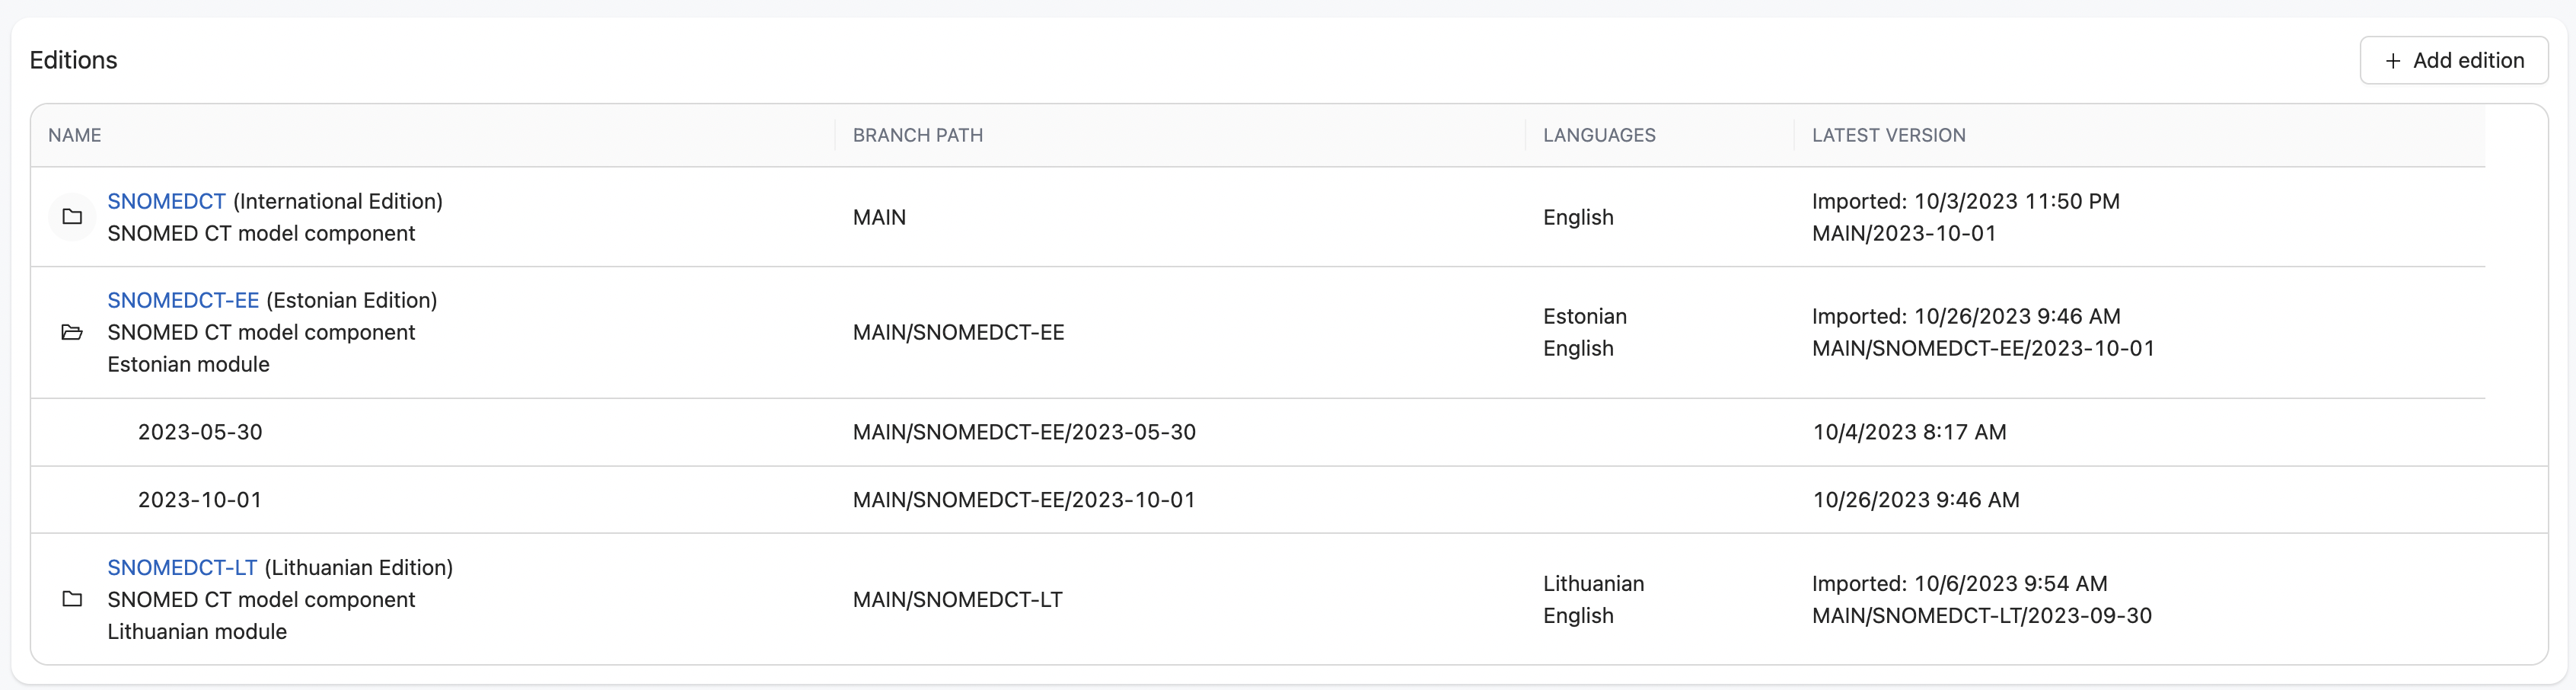 Editions
+ Add edition
NAME BRANCH PATH LANGUAGES LATEST VERSION
SNOMEDCT (International Edition)
SNOMED CT model component
MAIN
English
Imported: 10/3/2023 11:50 PM
MAIN/2023-10-01
SNOMEDCT-EE (Estonian Edition)
SNOMED CT model component
Estonian module
MAIN/SNOMEDCT-EE
Estonian
English
Imported: 10/26/2023 9:46 AM
MAIN/SNOMEDCT-EE/2023-10-01
2023-05-30 MAIN/SNOMEDCT-EE/2023-05-30 10/4/2023 8:17 AM
2023-10-01 MAIN/SNOMEDCT-EE/2023-10-01 10/26/2023 9:46 AM
SNOMEDCT-LT (Lithuanian Edition)
SNOMED CT model component
Lithuanian module
MAIN/SNOMEDCT-LT
Lithuanian
English
Imported: 10/6/2023 9:54 AM
MAIN/SNOMEDCT-LT/2023-09-30